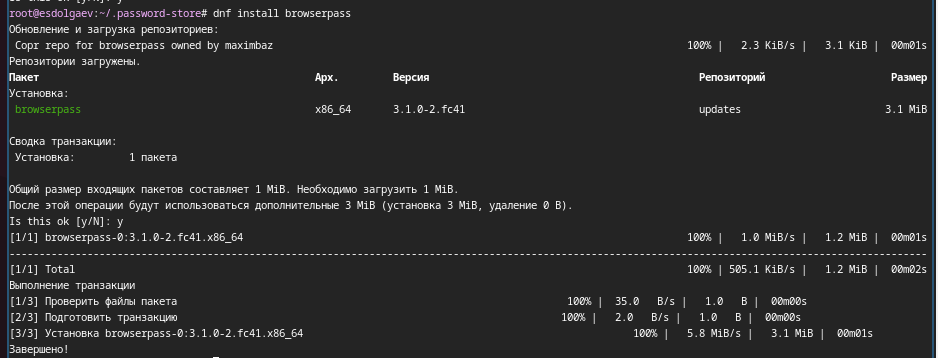 root@esdolgaev:~/.password-store# dnf install browserpass
Обновление и загрузка репозиториев:
Copr repo for browserpass owned by maximbaz 100% | 2.3 KiB/s | 3.1 KiB | 00m01s
Репозитории загружены.
Пакет Арх. Версия Репозиторий Размер
Установка:
browserpass x86_64 3.1.0-2.fc41 updates 3.1 MiB
Сводка транзакции:
Установка: 1 пакета
Общий размер входящих пакетов составляет 1 MiB. Необходимо загрузить 1 MiB.
После этой операции будут использоваться дополнительные 3 MiB (установка 3 MiB, удаление 0 B).
Is this ok [y/N]: y
[1/1] browserpass-0:3.1.0-2.fc41.x86_64 100% | 1.0 MiB/s | 1.2 MiB | 00m01s
--------------------------------------------------------------------------------
[1/1] Total 100% | 505.1 KiB/s | 1.2 MiB | 00m02s
Выполнение транзакции
[1/3] Проверить файлы пакета 100% | 35.0 B/s | 1.0 B | 00m00s
[2/3] Подготовить транзакцию 100% | 2.0 B/s | 1.0 B | 00m00s
[3/3] Установка browserpass-0:3.1.0-2.fc41.x86_64 100% | 5.8 MiB/s | 3.1 MiB | 00m01s
Завершено!